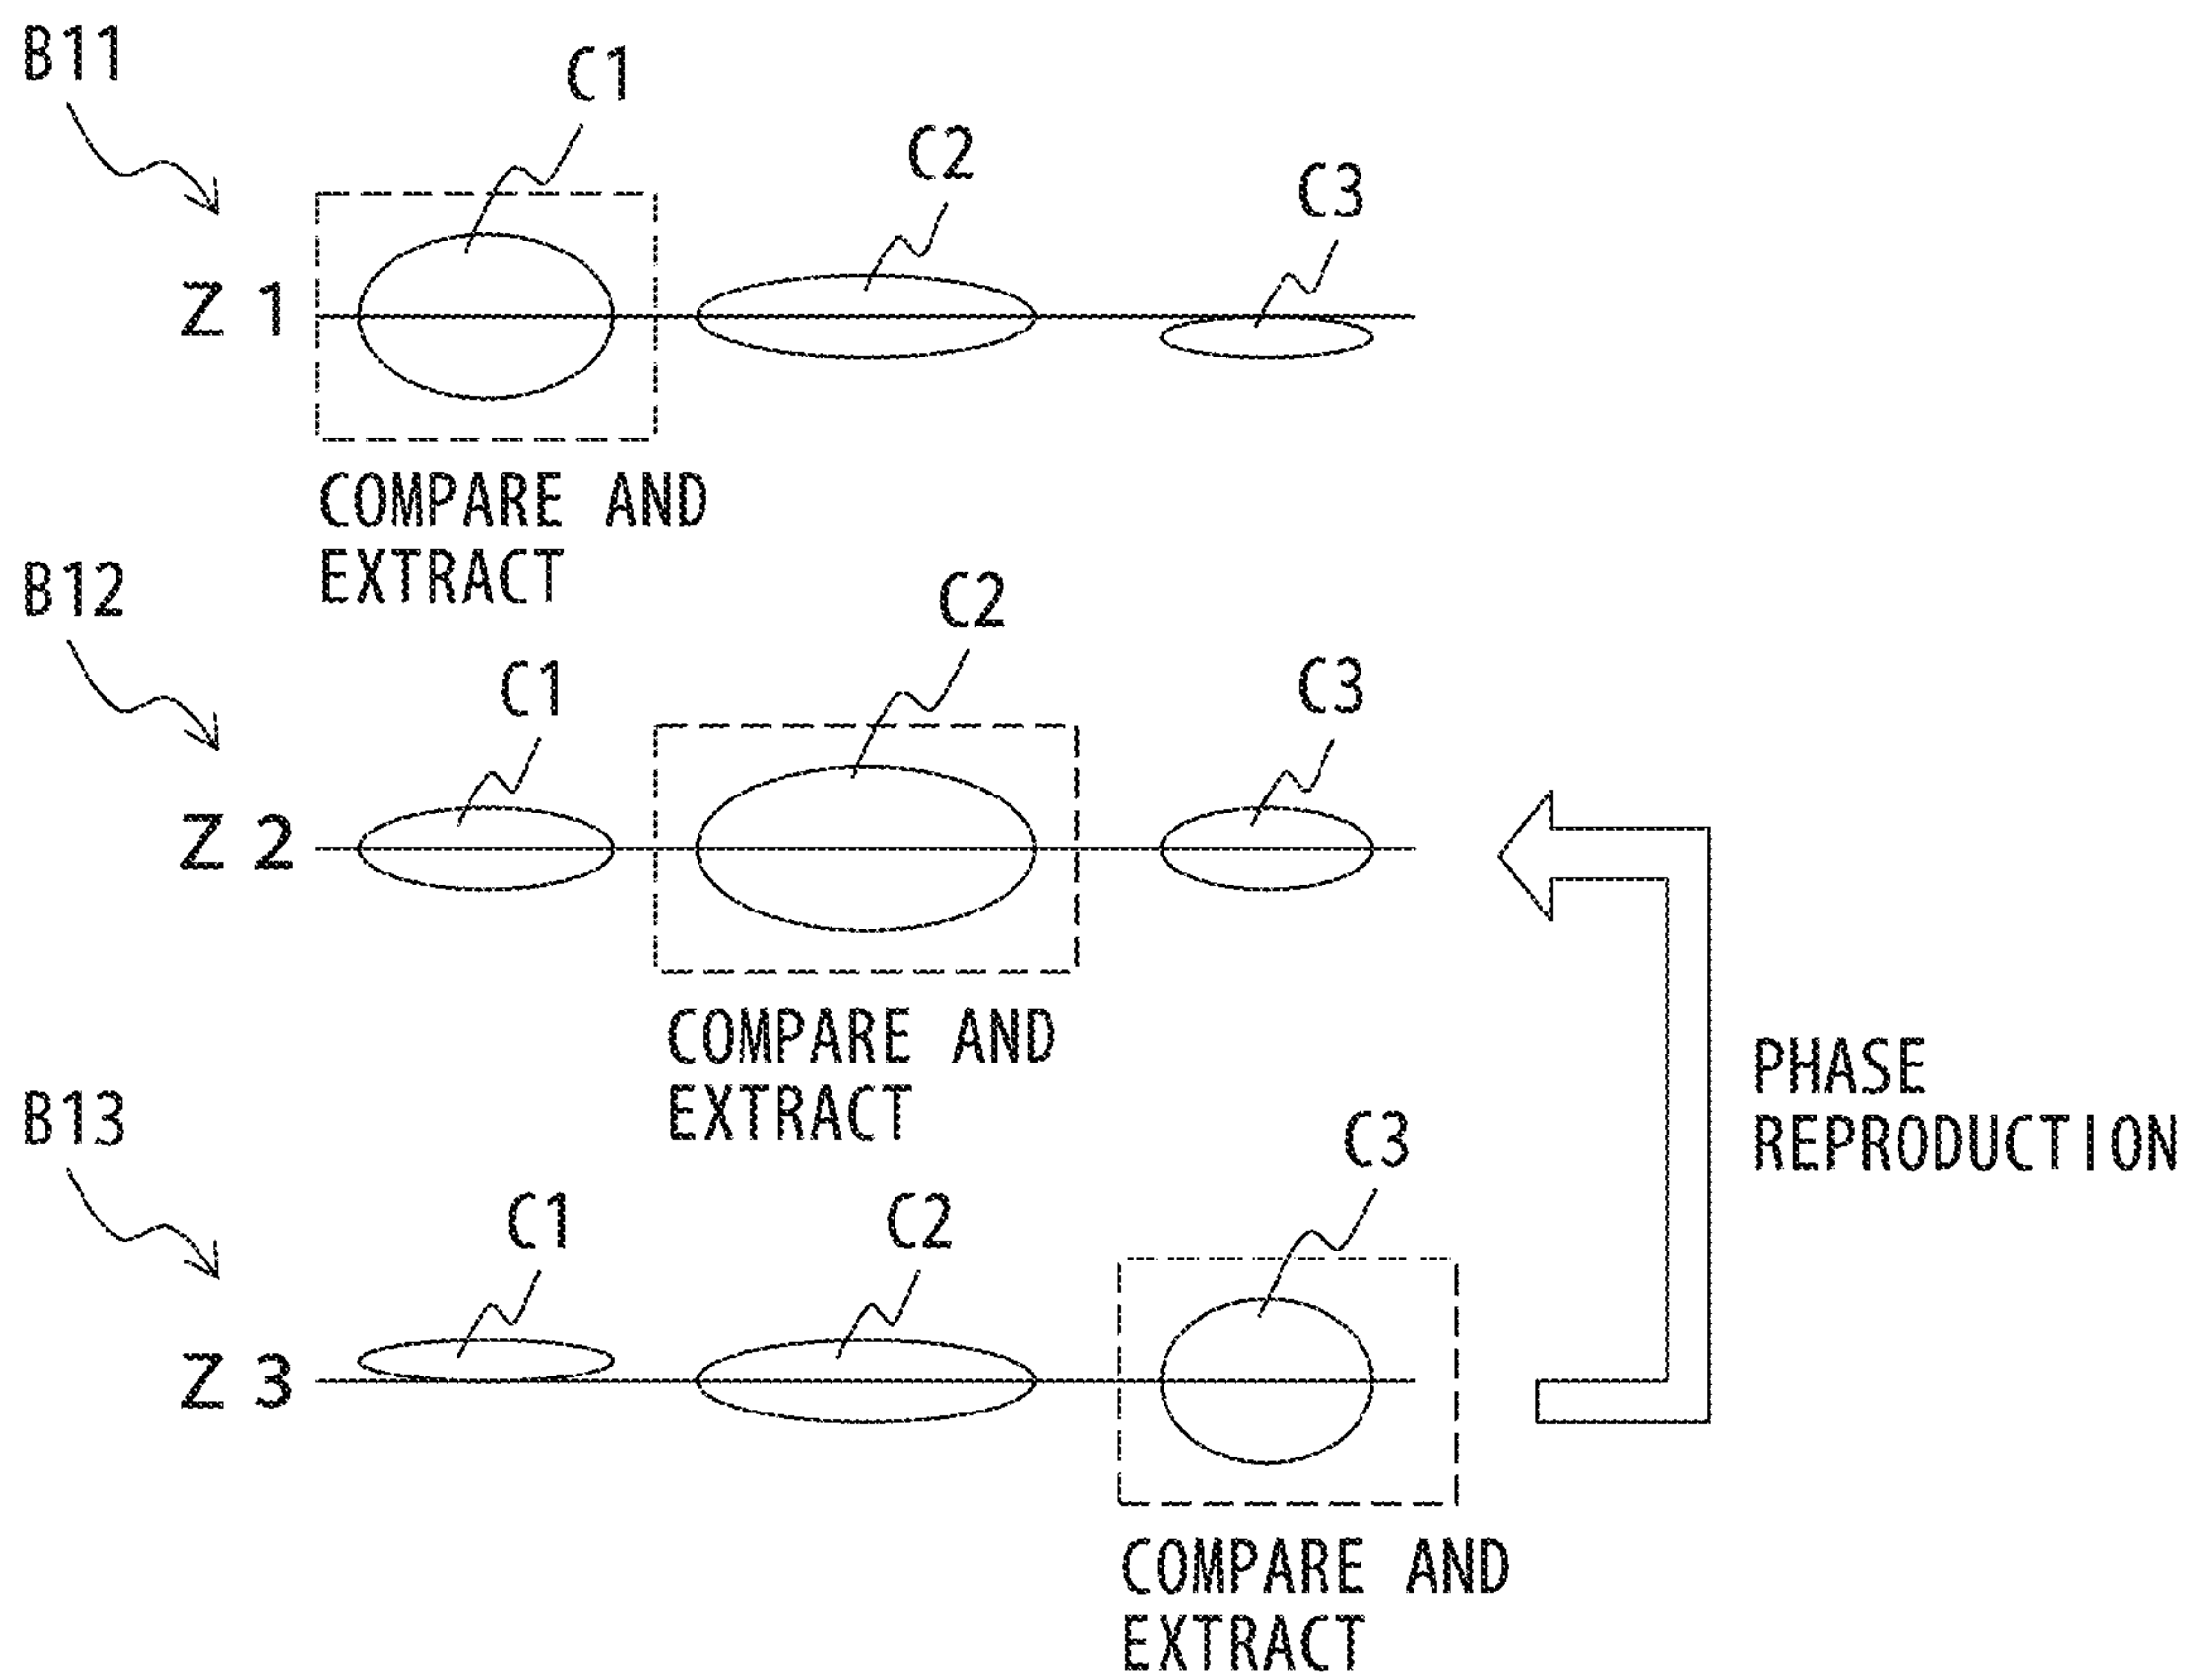 B11
C1
C2
C3
Z 1
COMPARE AND
EXTRACT
B12
C2
C1
C3
Z 2
COMPARE AND
EXTRACT
PHASE
REPRODUCTION
B13
C3
C1
C2
Z 3
COMPARE AND
EXTRACT